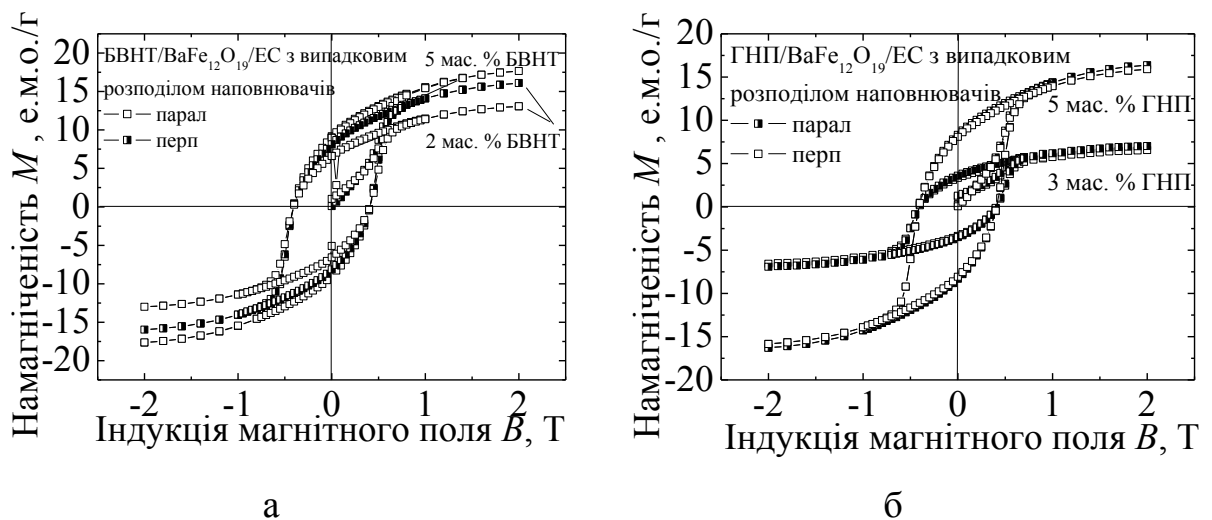 БВНТ/BaFe12O19/ЕС з випадковим
розподілом наповнювачів
5 мас. % БВНТ
парал
перп
2 мас. % БВНТ
Намагніченість M , е.м.о./г
20
15
10
5
0
-5
-10
-15
-20
-2 -1 0 1 2
Індукція магнітного поля B, Т
а
ГНП/BaFe12O19/ЕС з випадковим
розподілом наповнювачів
парал
перп
5 мас. % ГНП
3 мас. % ГНП
Намагніченість M , е.м.о./г
20
15
10
5
0
-5
-10
-15
-20
-2 -1 0 1 2
Індукція магнітного поля B, Т
б